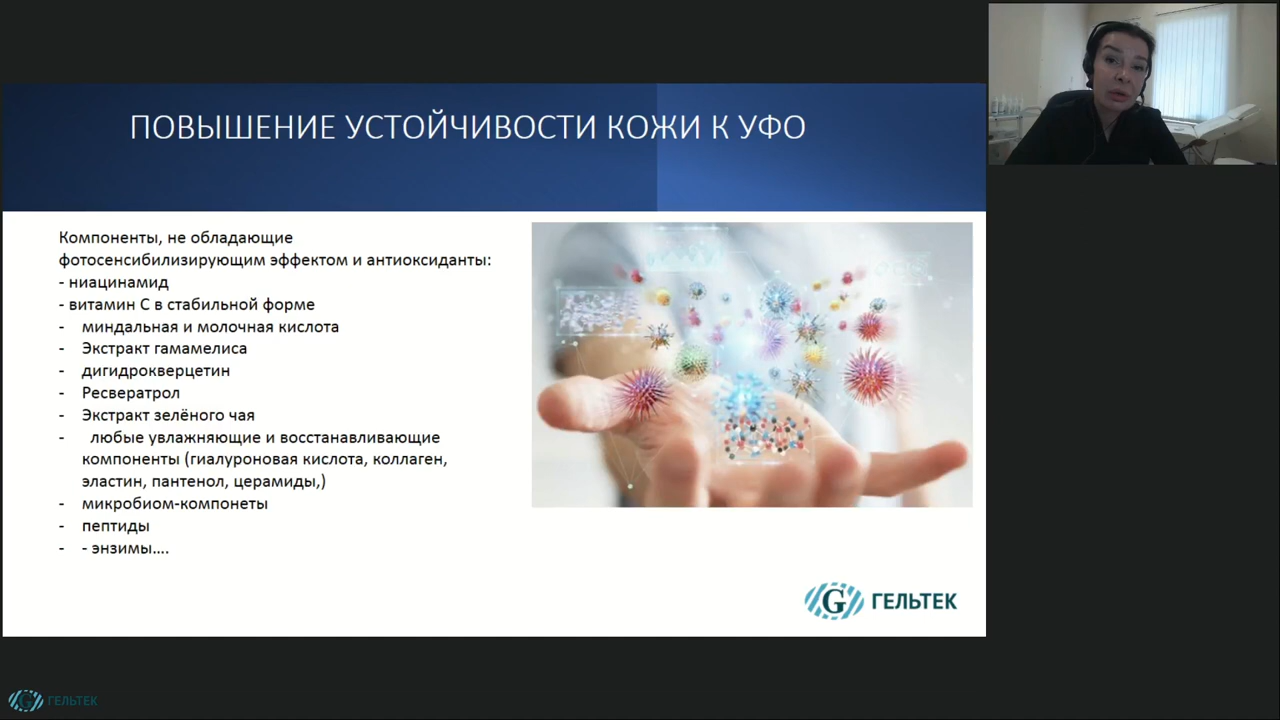 ПОВЫШЕНИЕ УСТОЙЧИВОСТИ КОЖИ К УФО
Компоненты, не обладающие
фотосенсибилизирующим эффектом и антиоксиданты:
- ниацинамид
- витамин С в стабильной форме
- миндальная и молочная кислота
- Экстракт гамамелиса
- дигидрокверцетин
- Ресвератрол
- Экстракт зелёного чая
- любые увлажняющие и восстанавливающие
компоненты (гиалуроновая кислота, коллаген,
эластин, пантенол, церамиды,)
- микробиом-компонеты
- пептиды
- - энзимы....
G ГЕЛЬТЕК
G ГЕЛЬТЕК